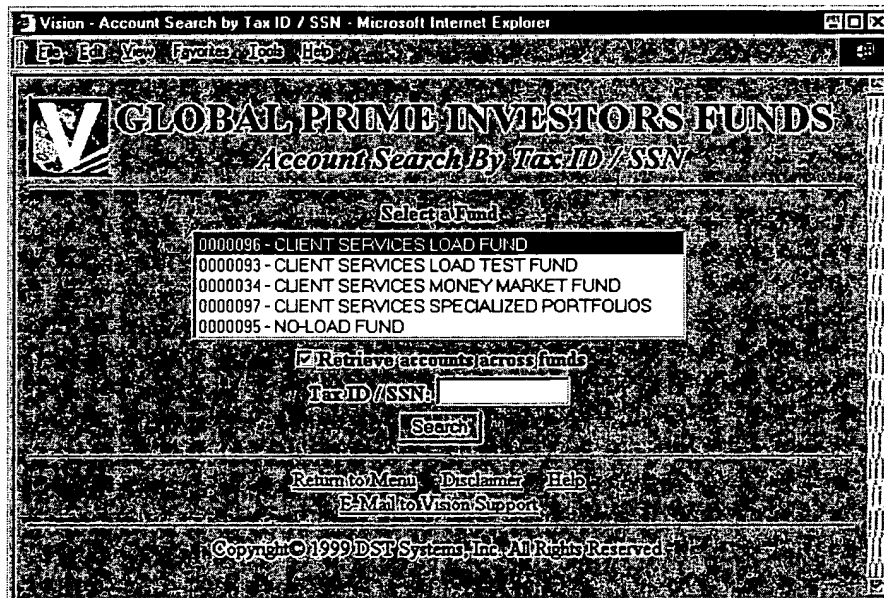 Vision - Account Search by Tax ID / SSN - Microsoft Internet Explorer
File Edit View Favorites Tools Help
V GLOBAL PRIME INVESTORS FUNDS
Account Search By Tax ID / SSN
Select a Fund
0000096 - CLIENT SERVICES LOAD FUND
0000093 - CLIENT SERVICES LOAD TEST FUND
0000034 - CLIENT SERVICES MONEY MARKET FUND
0000097 - CLIENT SERVICES SPECIALIZED PORTFOLIOS
0000095 - NO-LOAD FUND
Retrieve accounts across funds
Tax ID / SSN:
Search
Return to Menu Disclaimer Help
E-Mail to Vision Support
Copyright© 1999 DST Systems, Inc. All Rights Reserved